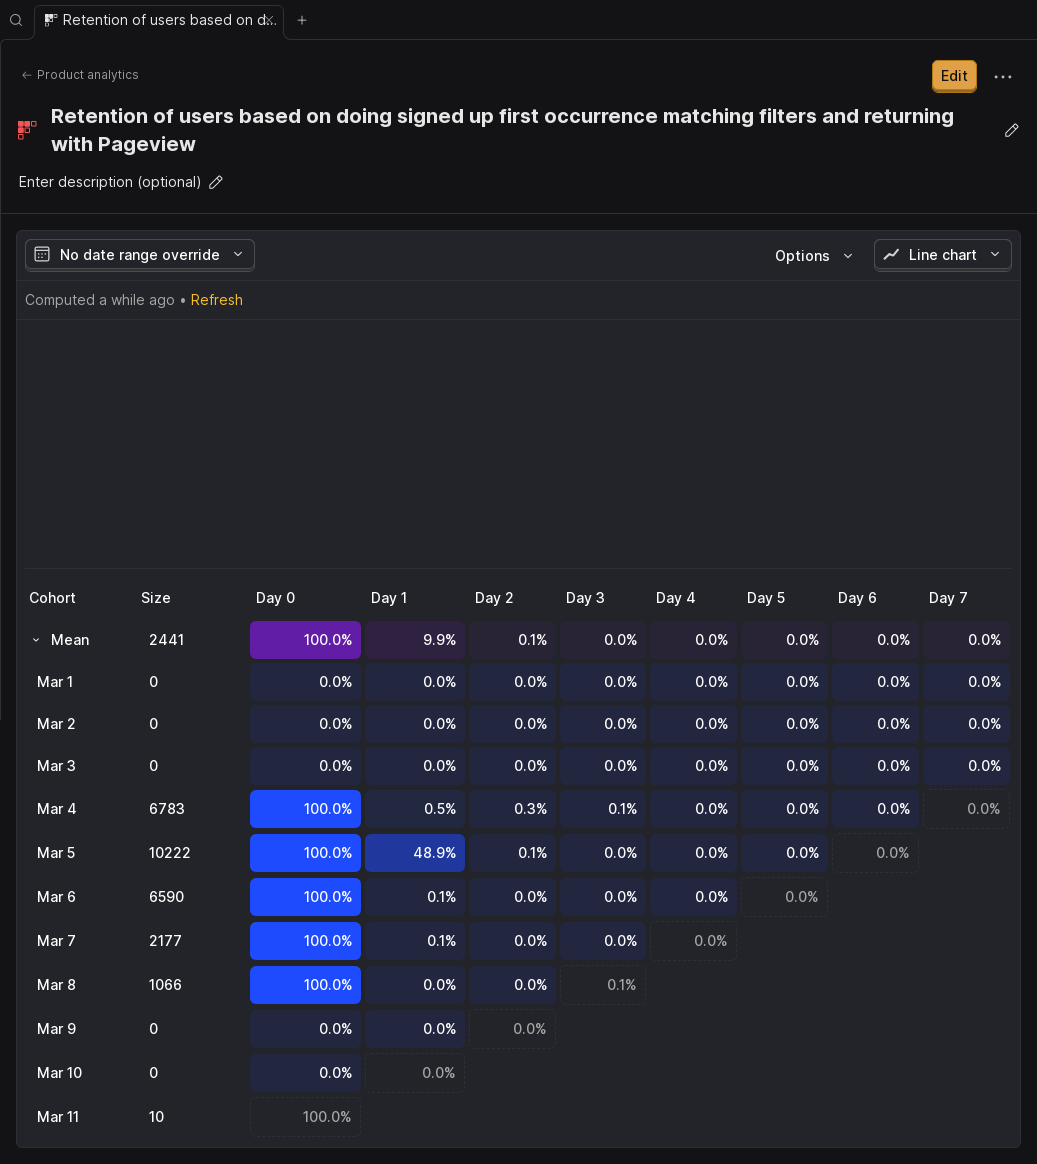 Retention of users based on d...
← Product analytics
Edit
Retention of users based on doing signed up first occurrence matching filters and returning
with Pageview
Enter description (optional)
No date range override
Options
Line chart
Computed a while ago • Refresh
Cohort Size Day 0 Day 1 Day 2 Day 3 Day 4 Day 5 Day 6 Day 7
Mean 2441 100.0% 9.9% 0.1% 0.0% 0.0% 0.0% 0.0% 0.0%
Mar 1 0 0.0% 0.0% 0.0% 0.0% 0.0% 0.0% 0.0% 0.0%
Mar 2 0 0.0% 0.0% 0.0% 0.0% 0.0% 0.0% 0.0% 0.0%
Mar 3 0 0.0% 0.0% 0.0% 0.0% 0.0% 0.0% 0.0% 0.0%
Mar 4 6783 100.0% 0.5% 0.3% 0.1% 0.0% 0.0% 0.0% 0.0%
Mar 5 10222 100.0% 48.9% 0.1% 0.0% 0.0% 0.0% 0.0%
Mar 6 6590 100.0% 0.1% 0.0% 0.0% 0.0% 0.0%
Mar 7 2177 100.0% 0.1% 0.0% 0.0% 0.0%
Mar 8 1066 100.0% 0.0% 0.0% 0.1%
Mar 9 0 0.0% 0.0% 0.0%
Mar 10 0 0.0% 0.0%
Mar 11 10 100.0%